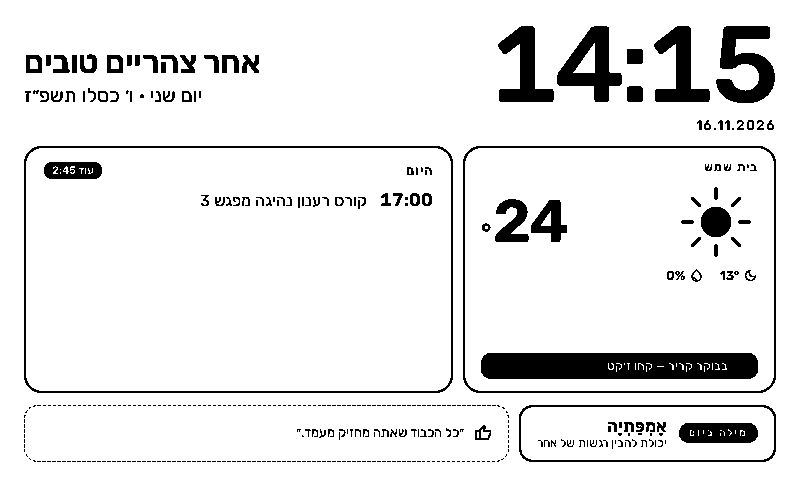 14:15
16.11.2026
אחר צהריים טובים
יום שני • ו׳ כסלו תשפ״ז
בית שמש
24°
13° 0%
בבוקר קריר – קחו ז׳קט
היום
עוד 2:45
17:00 קורס רענון נהיגה מפגש 3
מילה ביום
אֶמְפַּתְיָה
יכולת להבין רגשות של אחר
״כל הכבוד שאתה מחזיק מעמד.״